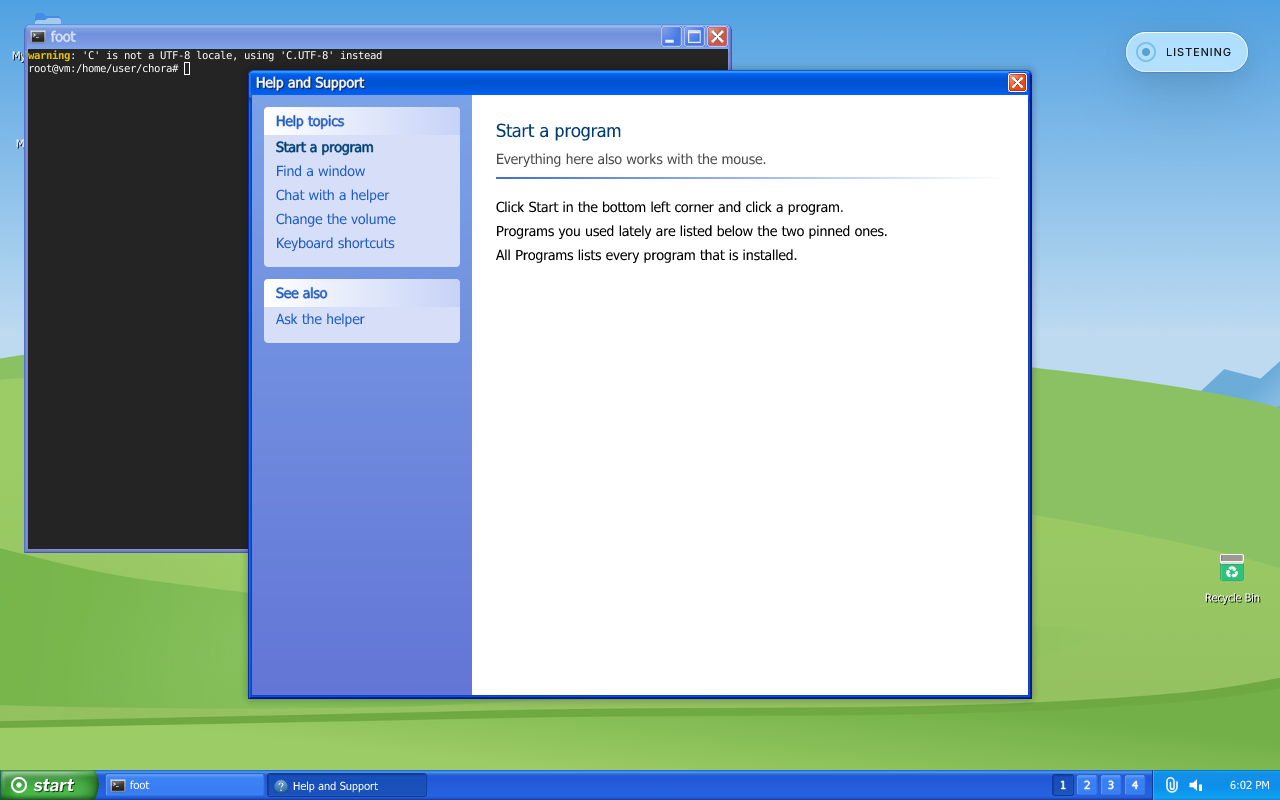 foot
warning: 'C' is not a UTF-8 locale, using 'C.UTF-8' instead
root@vm:/home/user/chora#
LISTENING
Help and Support
Help topics
Start a program
Find a window
Chat with a helper
Change the volume
Keyboard shortcuts
See also
Ask the helper
Start a program
Everything here also works with the mouse.
Click Start in the bottom left corner and click a program.
Programs you used lately are listed below the two pinned ones.
All Programs lists every program that is installed.
Recycle Bin
start
foot
Help and Support
1 2 3 4
6:02 PM